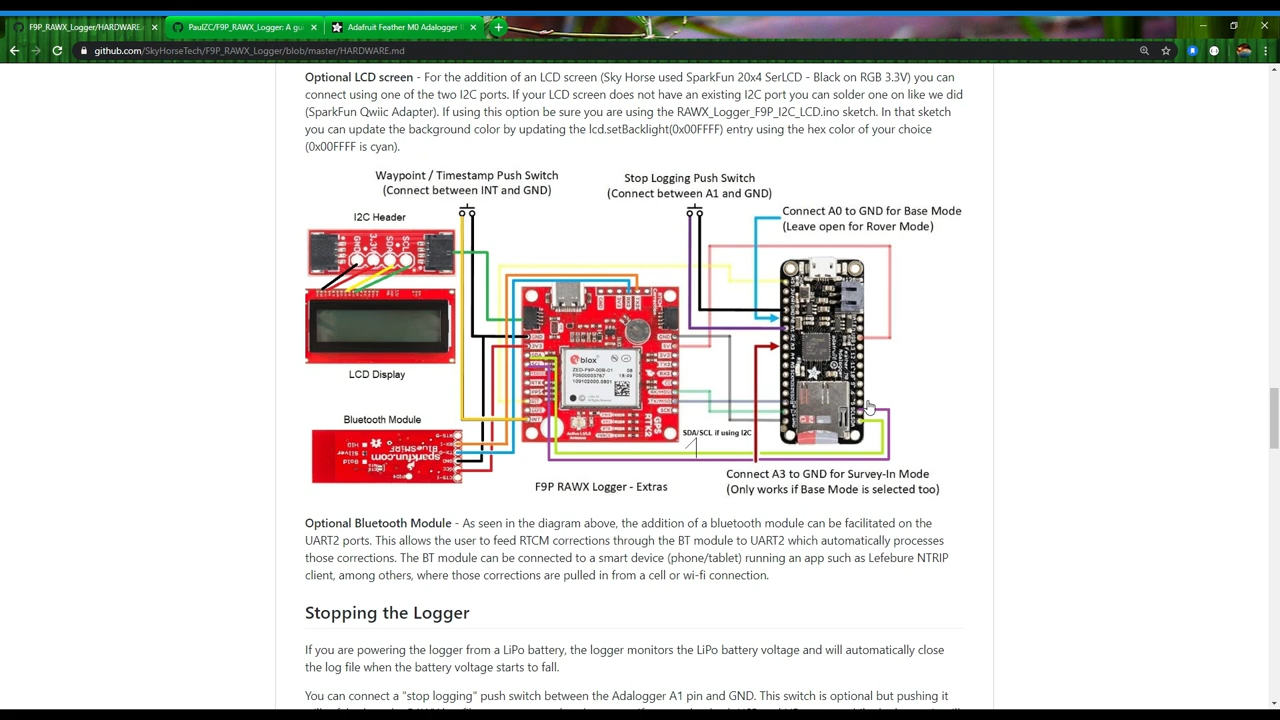 F9P_RAWX_Logger/HARDWARE.
PaulZC/F9P_RAWX_Logger: A gu
Adafruit Feather M0 Adalogger
github.com/SkyHorseTech/F9P_RAWX_Logger/blob/master/HARDWARE.md
Optional LCD screen - For the addition of an LCD screen (Sky Horse used SparkFun 20x4 SerLCD - Black on RGB 3.3V) you can
connect using one of the two I2C ports. If your LCD screen does not have an existing I2C port you can solder one on like we did
(SparkFun Qwiic Adapter). If using this option be sure you are using the RAWX_Logger_F9P_I2C_LCD.ino sketch. In that sketch
you can update the background color by updating the lcd.setBacklight(0x00FFFF) entry using the hex color of your choice
(0x00FFFF is cyan).
Waypoint / Timestamp Push Switch
(Connect between INT and GND)
Stop Logging Push Switch
(Connect between A1 and GND)
Connect A0 to GND for Base Mode
(Leave open for Rover Mode)
I2C Header
GND
3.3V
SDA
SCL
LCD Display
Bluetooth Module
blox
ZED-F9P-00B-01
GPS
RTK2
SDA/SCL if using I2C
sparkfun.com
BlueSMiRF
F9P RAWX Logger - Extras
Connect A3 to GND for Survey-In Mode
(Only works if Base Mode is selected too)
Optional Bluetooth Module - As seen in the diagram above, the addition of a bluetooth module can be facilitated on the
UART2 ports. This allows the user to feed RTCM corrections through the BT module to UART2 which automatically processes
those corrections. The BT module can be connected to a smart device (phone/tablet) running an app such as Lefebure NTRIP
client, among others, where those corrections are pulled in from a cell or wi-fi connection.
Stopping the Logger
If you are powering the logger from a LiPo battery, the logger monitors the LiPo battery voltage and will automatically close
the log file when the battery voltage starts to fall.
You can connect a "stop logging" push switch between the Adalogger A1 pin and GND. This switch is optional but pushing it